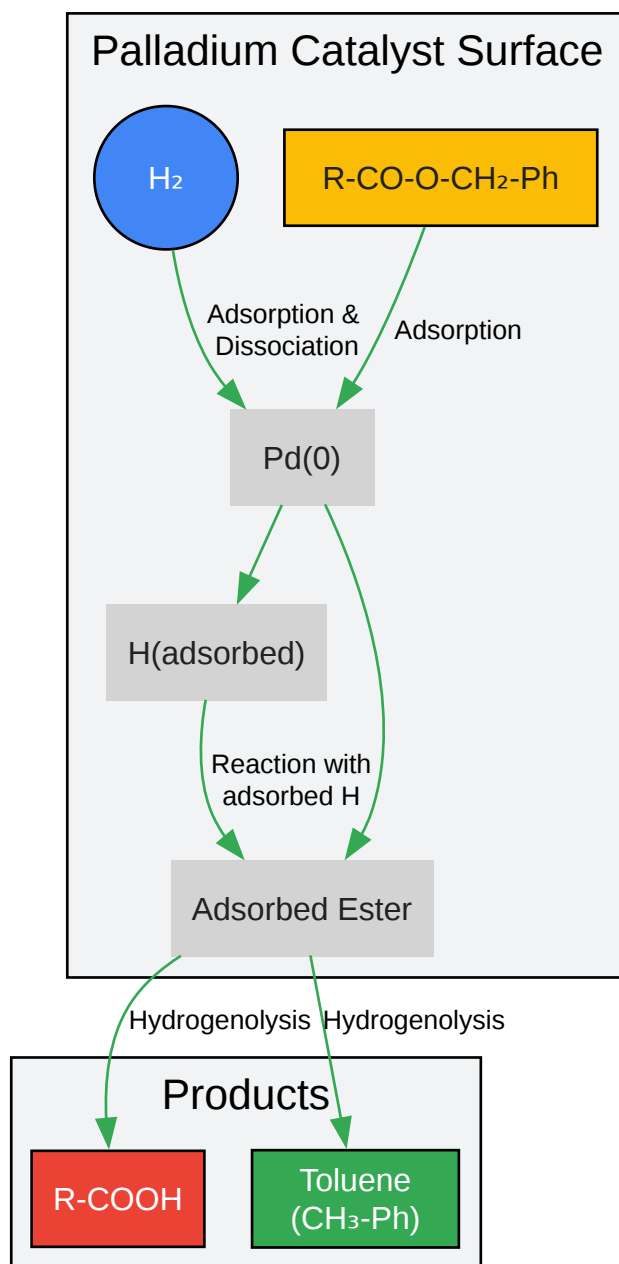 Palladium Catalyst Surface
H₂
R-CO-O-CH₂-Ph
Adsorption &
Dissociation
Adsorption
Pd(0)
H(adsorbed)
Reaction with
adsorbed H
Adsorbed Ester
Hydrogenolysis
Hydrogenolysis
Products
R-COOH
Toluene
(CH₃-Ph)